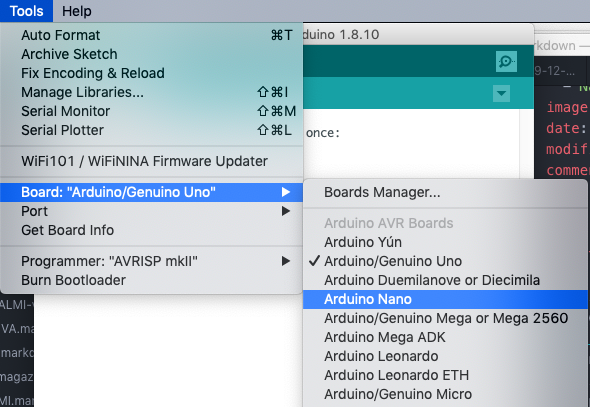 Tools Help
duino 1.8.10
Auto Format ⌘T
Archive Sketch
Fix Encoding & Reload
Manage Libraries... ⇧⌘I
Serial Monitor ⇧⌘M
Serial Plotter ⇧⌘L
WiFi101 / WiFiNINA Firmware Updater
Board: "Arduino/Genuino Uno"
Port
Get Board Info
Programmer: "AVRISP mkII"
Burn Bootloader
once:
Boards Manager...
Arduino AVR Boards
Arduino Yún
✓ Arduino/Genuino Uno
Arduino Duemilanove or Diecimila
Arduino Nano
Arduino/Genuino Mega or Mega 2560
Arduino Mega ADK
Arduino Leonardo
Arduino Leonardo ETH
Arduino/Genuino Micro
rkdown —
9-12-...
- Na
image
date:
modif
comme
ALMI-v
VA.ma
markdo
magaz
MI.mark